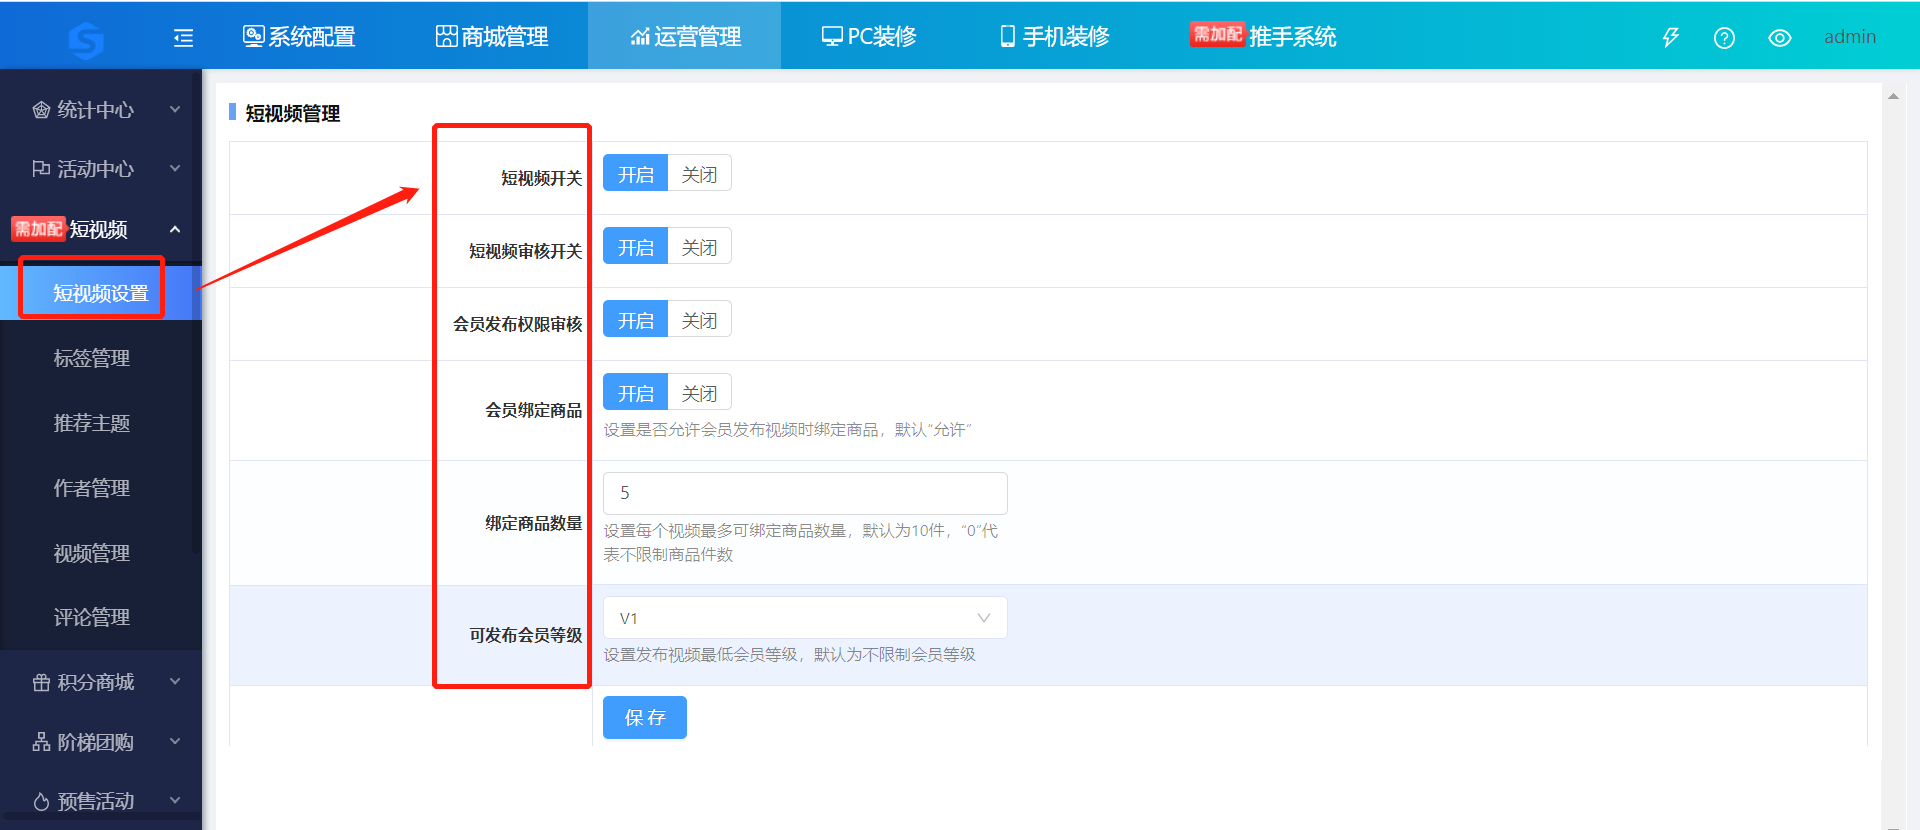 系统配置
商城管理
运营管理
PC装修
手机装修
需加配 推手系统
admin
统计中心
活动中心
需加配 短视频
短视频设置
标签管理
推荐主题
作者管理
视频管理
评论管理
积分商城
阶梯团购
预售活动
短视频管理
短视频开关 开启 关闭
短视频审核开关 开启 关闭
会员发布权限审核 开启 关闭
会员绑定商品 开启 关闭
设置是否允许会员发布视频时绑定商品，默认“允许”
绑定商品数量 5
设置每个视频最多可绑定商品数量，默认为10件，“0”代
表不限制商品件数
可发布会员等级 V1
设置发布视频最低会员等级，默认为不限制会员等级
保存